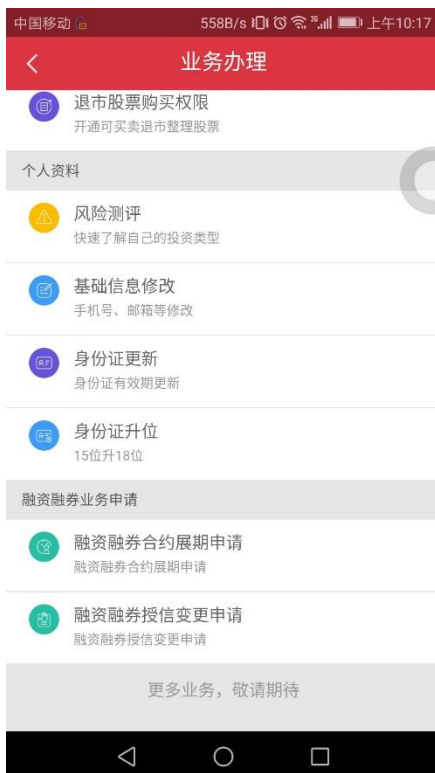 中国移动 558B/s 上午10:17
业务办理
退市股票购买权限
开通可买卖退市整理股票
个人资料
风险测评
快速了解自己的投资类型
基础信息修改
手机号、邮箱等修改
身份证更新
身份证有效期更新
身份证升位
15位升18位
融资融券业务申请
融资融券合约展期申请
融资融券合约展期申请
融资融券授信变更申请
融资融券授信变更申请
更多业务，敬请期待